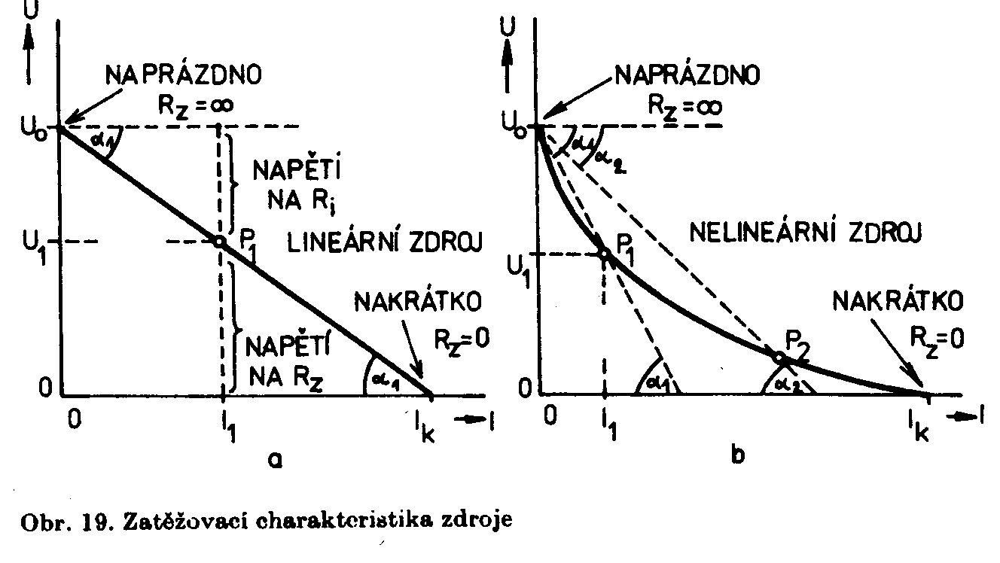 U
NAPRÁZDNO
R_z = ∞
U_0
α_1
NAPĚTÍ
NA R_i
U_1
P_1
LINEÁRNÍ ZDROJ
NAKRÁTKO
R_z=0
NAPĚTÍ
NA R_z
α_1
0
0
I_1
I_k
I
a
U
NAPRÁZDNO
R_z = ∞
U_0
α_1
α_2
NELINEÁRNÍ ZDROJ
P_1
U_1
NAKRÁTKO
R_z=0
P_2
α_1
α_2
0
0
I_1
I_k
I
b
Obr. 19. Zatěžovací charakteristika zdroje